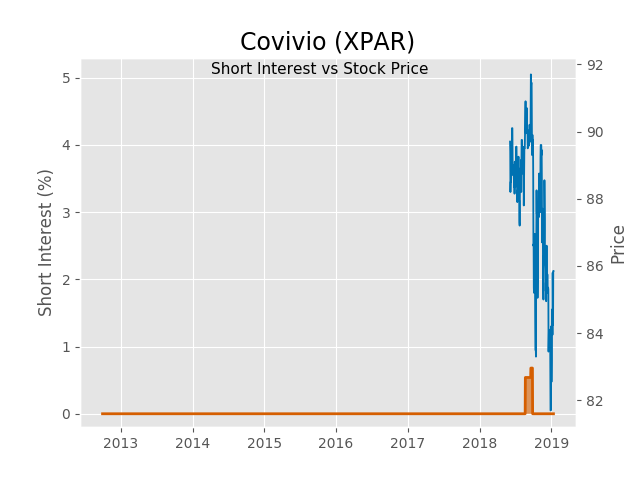 Covivio (XPAR)
Short Interest vs Stock Price
Short Interest (%)
5
4
3
2
1
0
92
90
88
86
84
82
Price
2013 2014 2015 2016 2017 2018 2019